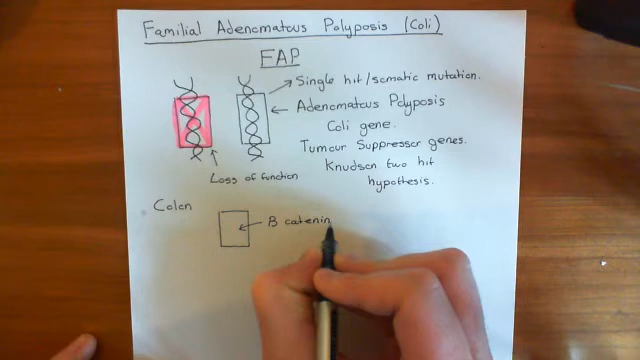 Familial Adenomatous Polyposis (Coli)
FAP
Single hit/somatic mutation.
Adenomatous Polyposis
Coli gene.
Tumour Suppressor genes.
Knudson two hit
hypothesis.
Loss of function
Colon
B catenin